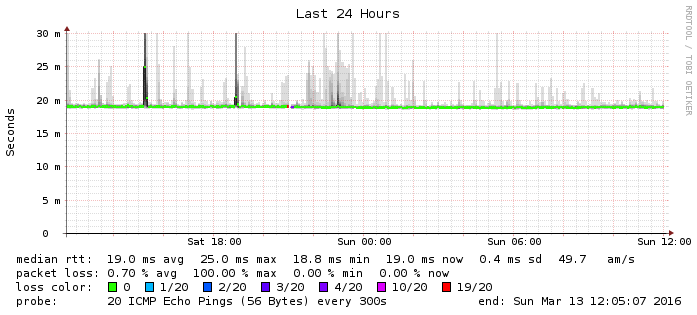 Last 24 Hours
RRDTOOL / TOBI OETIKER
Seconds
30 m
25 m
20 m
15 m
10 m
5 m
0
Sat 18:00 Sun 00:00 Sun 06:00 Sun 12:00
median rtt: 19.0 ms avg 25.0 ms max 18.8 ms min 19.0 ms now 0.4 ms sd 49.7 am/s
packet loss: 0.70 % avg 100.00 % max 0.00 % min 0.00 % now
loss color: 0 1/20 2/20 3/20 4/20 10/20 19/20
probe: 20 ICMP Echo Pings (56 Bytes) every 300s end: Sun Mar 13 12:05:07 2016